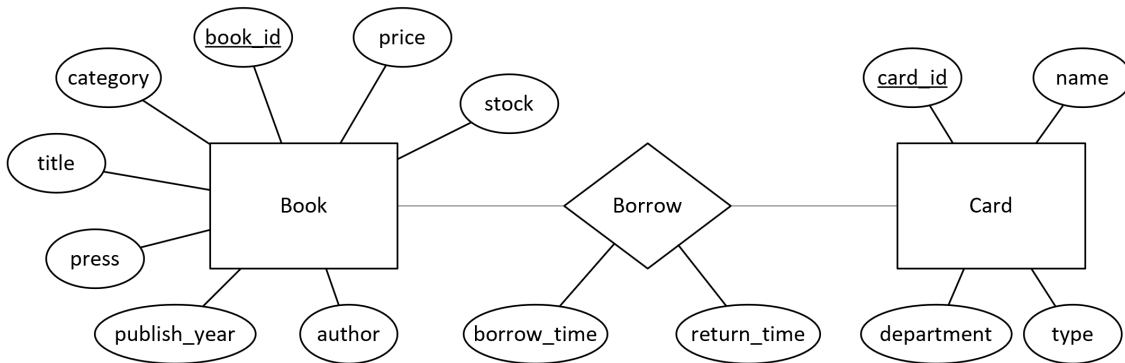 book_id
price
category
stock
card_id
name
title
Book
Borrow
Card
press
publish_year
author
borrow_time
return_time
department
type